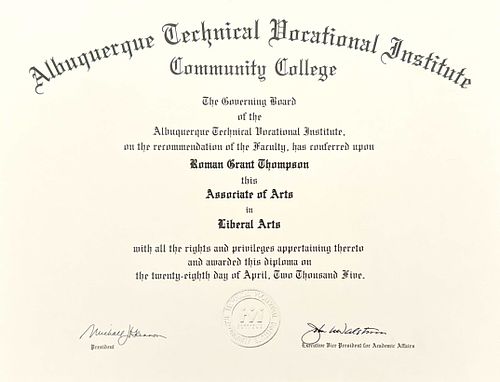 Albuquerque Technical Vocational Institute
Community College
The Governing Board
of the
Albuquerque Technical Vocational Institute,
on the recommendation of the Faculty, has conferred upon
Roman Grant Thompson
this
Associate of Arts
in
Liberal Arts
with all the rights and privileges appertaining thereto
and awarded this diploma on
the twenty-eighth day of April, Two Thousand Five.
President
Executive Vice President for Academic Affairs